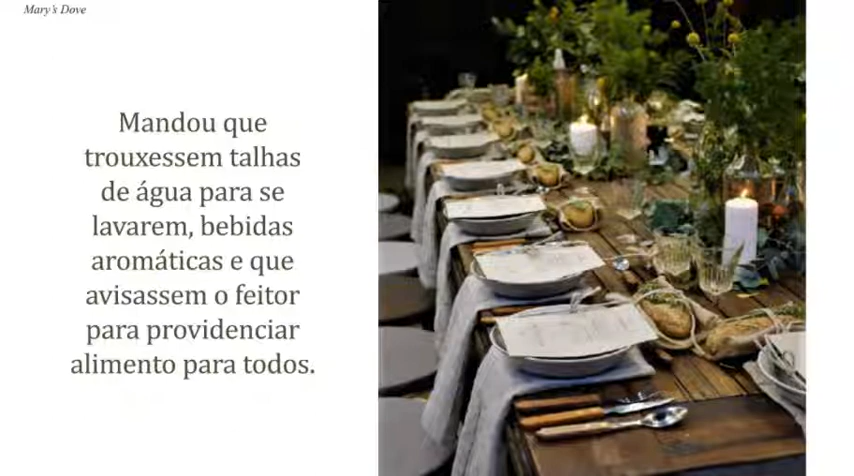 Mary's Dove
Mandou que
trouxessem talhas
de água para se
lavarem, bebidas
aromáticas e que
avisassem o feitor
para providenciar
alimento para todos.